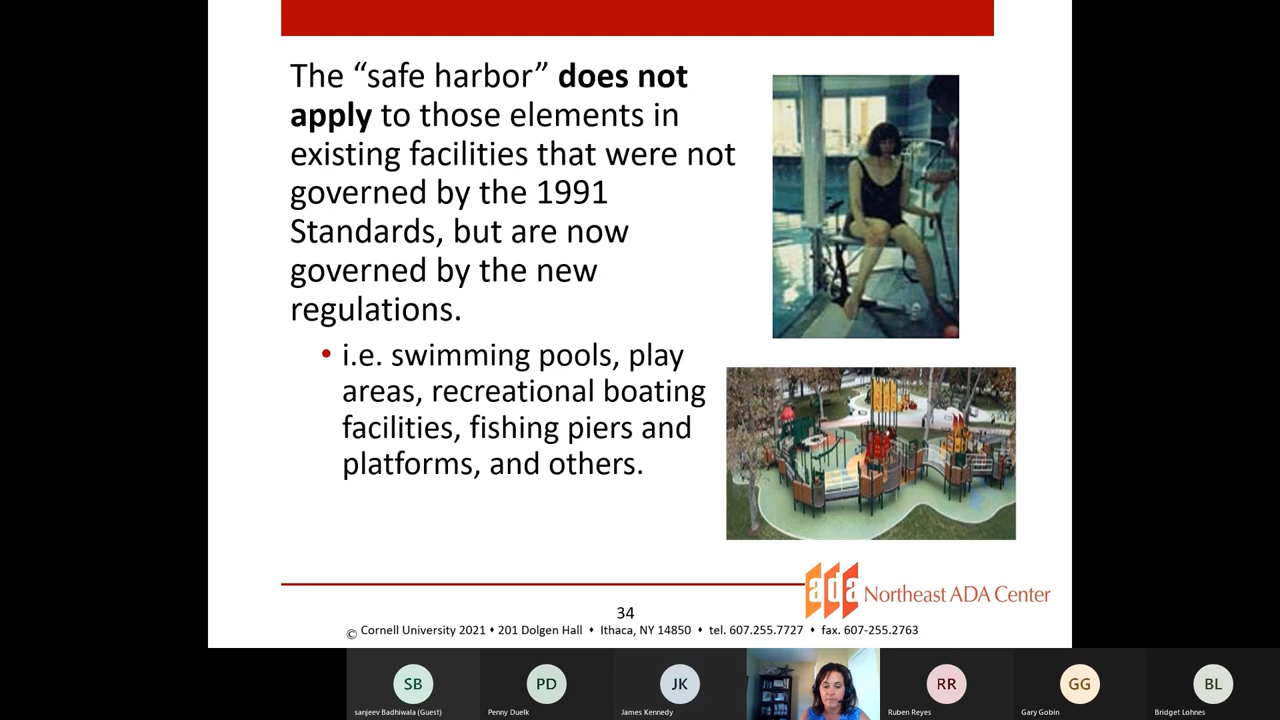 The “safe harbor” does not
apply to those elements in
existing facilities that were not
governed by the 1991
Standards, but are now
governed by the new
regulations.
• i.e. swimming pools, play
areas, recreational boating
facilities, fishing piers and
platforms, and others.
ada Northeast ADA Center
34
© Cornell University 2021 • 201 Dolgen Hall • Ithaca, NY 14850 • tel. 607.255.7727 • fax. 607-255.2763
SB PD JK RR GG BL
sanjeev Badhiwala (Guest) Penny Duelk James Kennedy Ruben Reyes Gary Gobin Bridget Lohnes